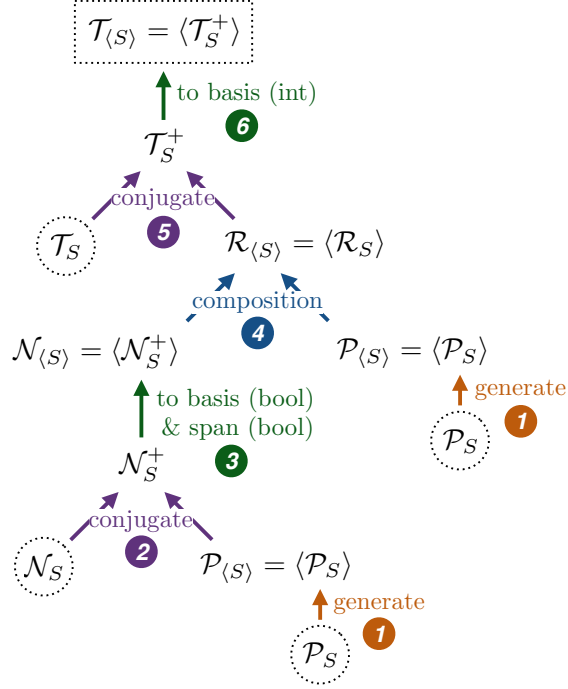 𝒯⟨S⟩ = ⟨𝒯S+⟩
to basis (int)
6
𝒯S+
conjugate
5
𝒯S
ℛ⟨S⟩ = ⟨ℛS⟩
composition
4
𝒩⟨S⟩ = ⟨𝒩S+⟩
𝒫⟨S⟩ = ⟨𝒫S⟩
generate
1
to basis (bool)
& span (bool)
3
𝒫S
𝒩S+
conjugate
2
𝒩S
𝒫⟨S⟩ = ⟨𝒫S⟩
generate
1
𝒫S